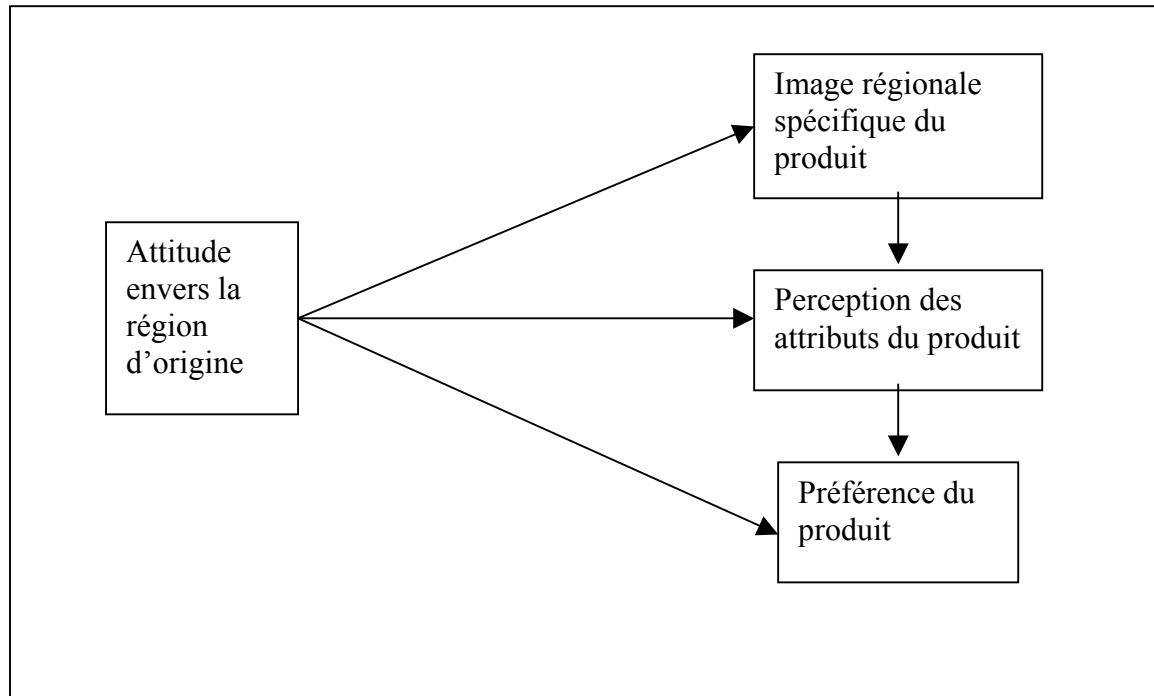 Image régionale
spécifique du
produit
Attitude
envers la
région
d’origine
Perception des
attributs du produit
Préférence du
produit